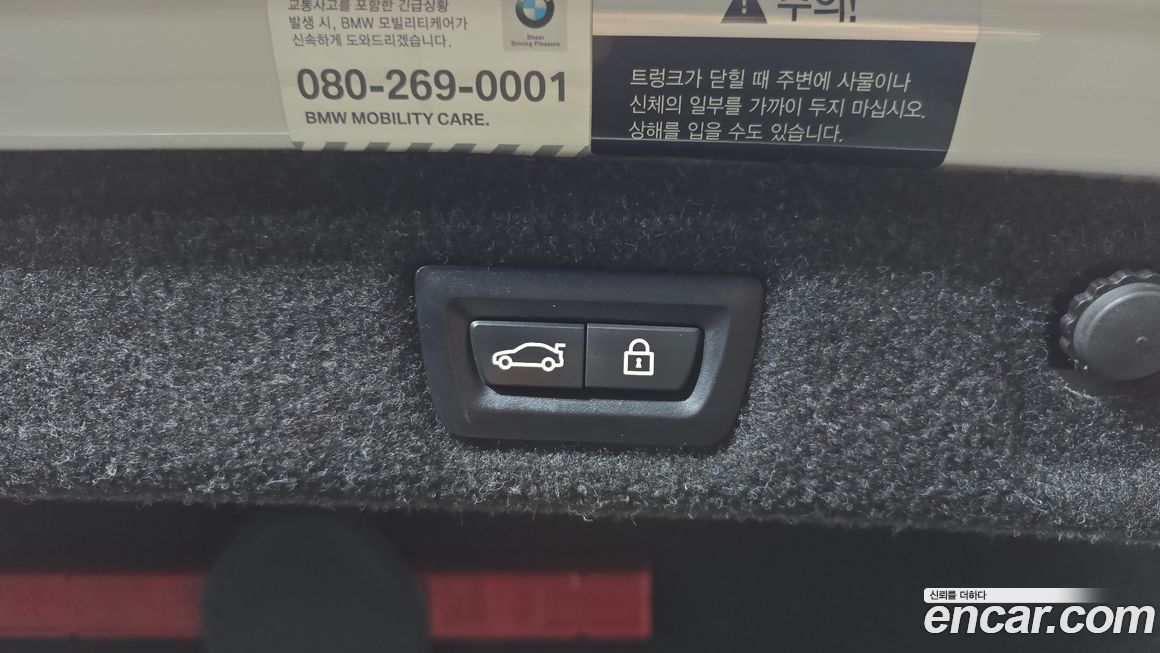 교통사고를 포함한 긴급상황
발생 시, BMW 모빌리티케어가
신속하게 도와드리겠습니다.
Sheer
Driving Pleasure
080-269-0001
BMW MOBILITY CARE.
주의!
트렁크가 닫힐 때 주변에 사물이나
신체의 일부를 가까이 두지 마십시오.
상해를 입을 수도 있습니다.
신뢰를 더하다
encar.com